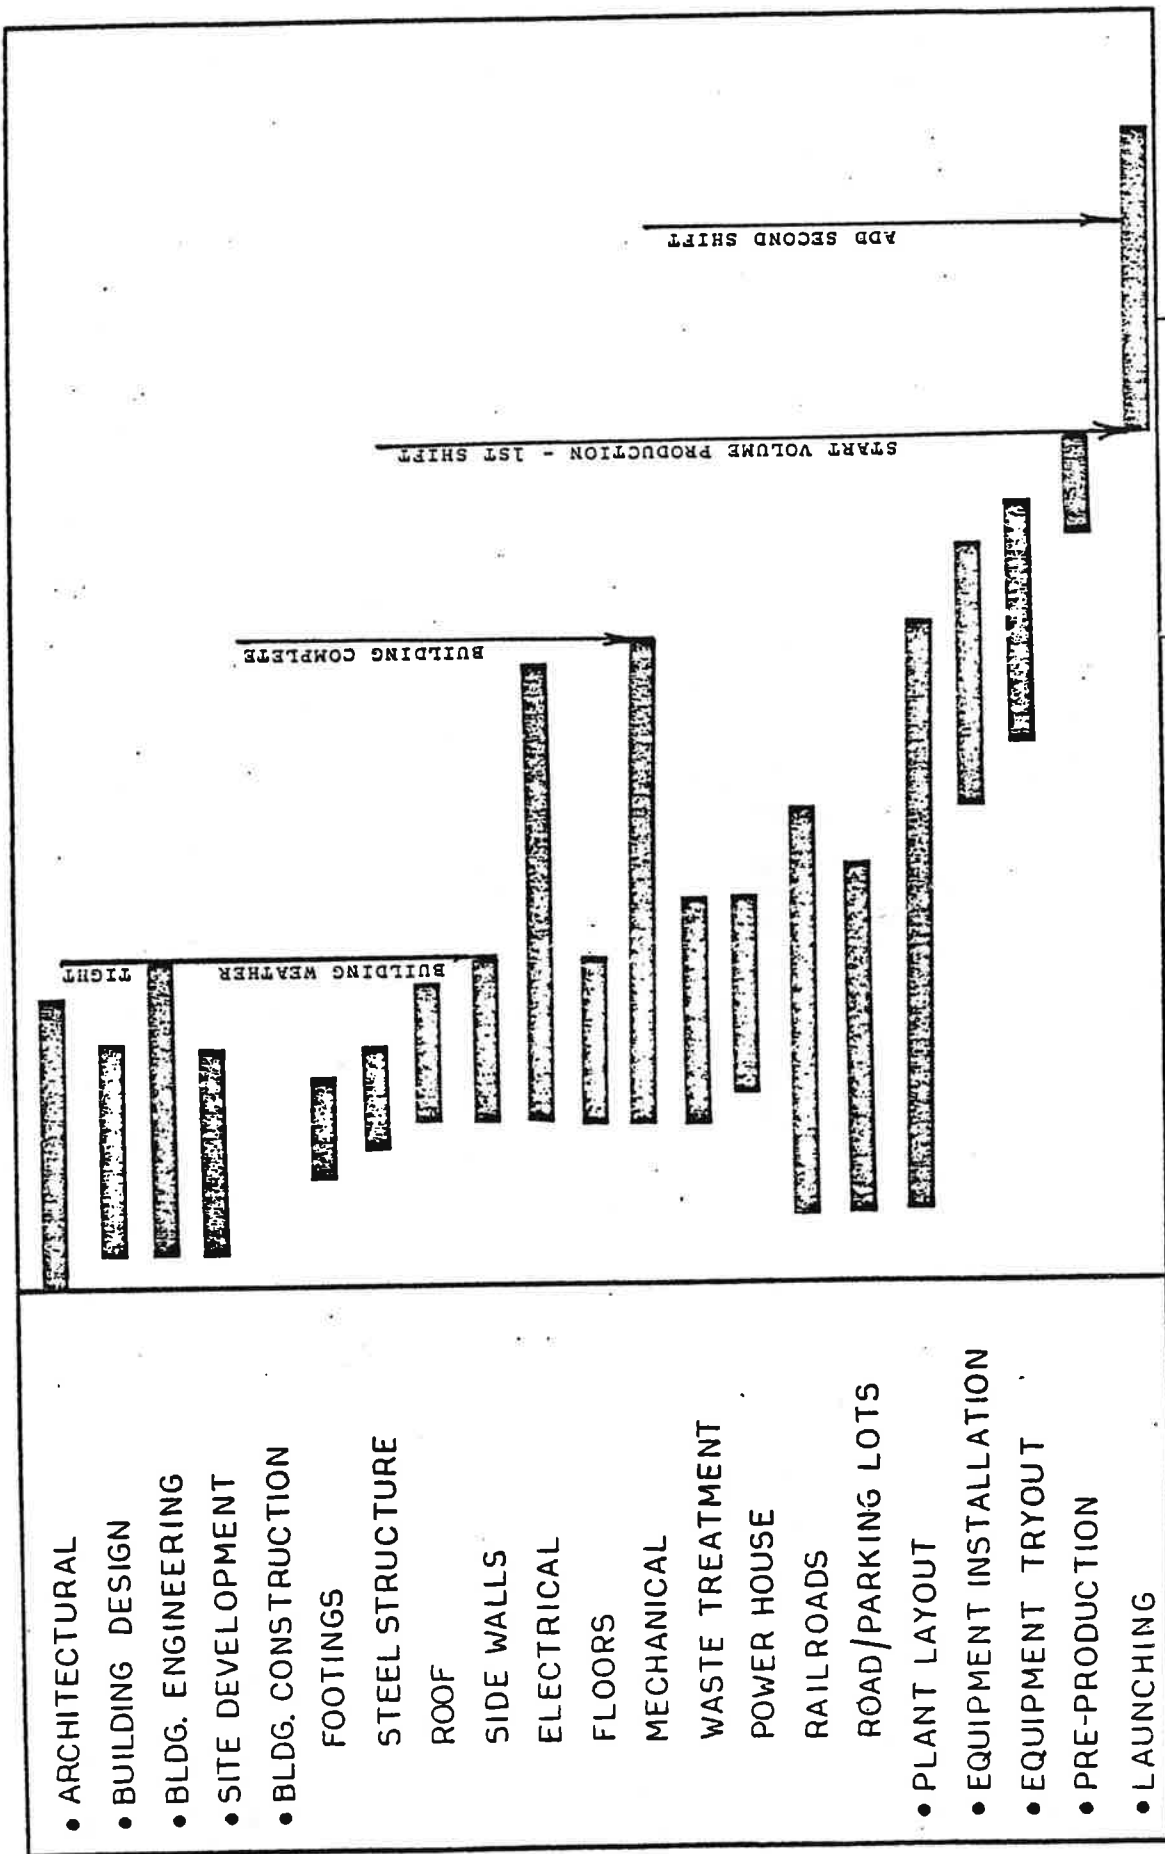 • ARCHITECTURAL
• BUILDING DESIGN
• BLDG. ENGINEERING
• SITE DEVELOPMENT
• BLDG. CONSTRUCTION
FOOTINGS
STEEL STRUCTURE
ROOF
SIDE WALLS
ELECTRICAL
FLOORS
MECHANICAL
WASTE TREATMENT
POWER HOUSE
RAILROADS
ROAD/PARKING LOTS
• PLANT LAYOUT
• EQUIPMENT INSTALLATION
• EQUIPMENT TRYOUT
• PRE-PRODUCTION
• LAUNCHING
BUILDING WEATHER TIGHT
BUILDING COMPLETE
START VOLUME PRODUCTION - 1ST SHIFT
ADD SECOND SHIFT